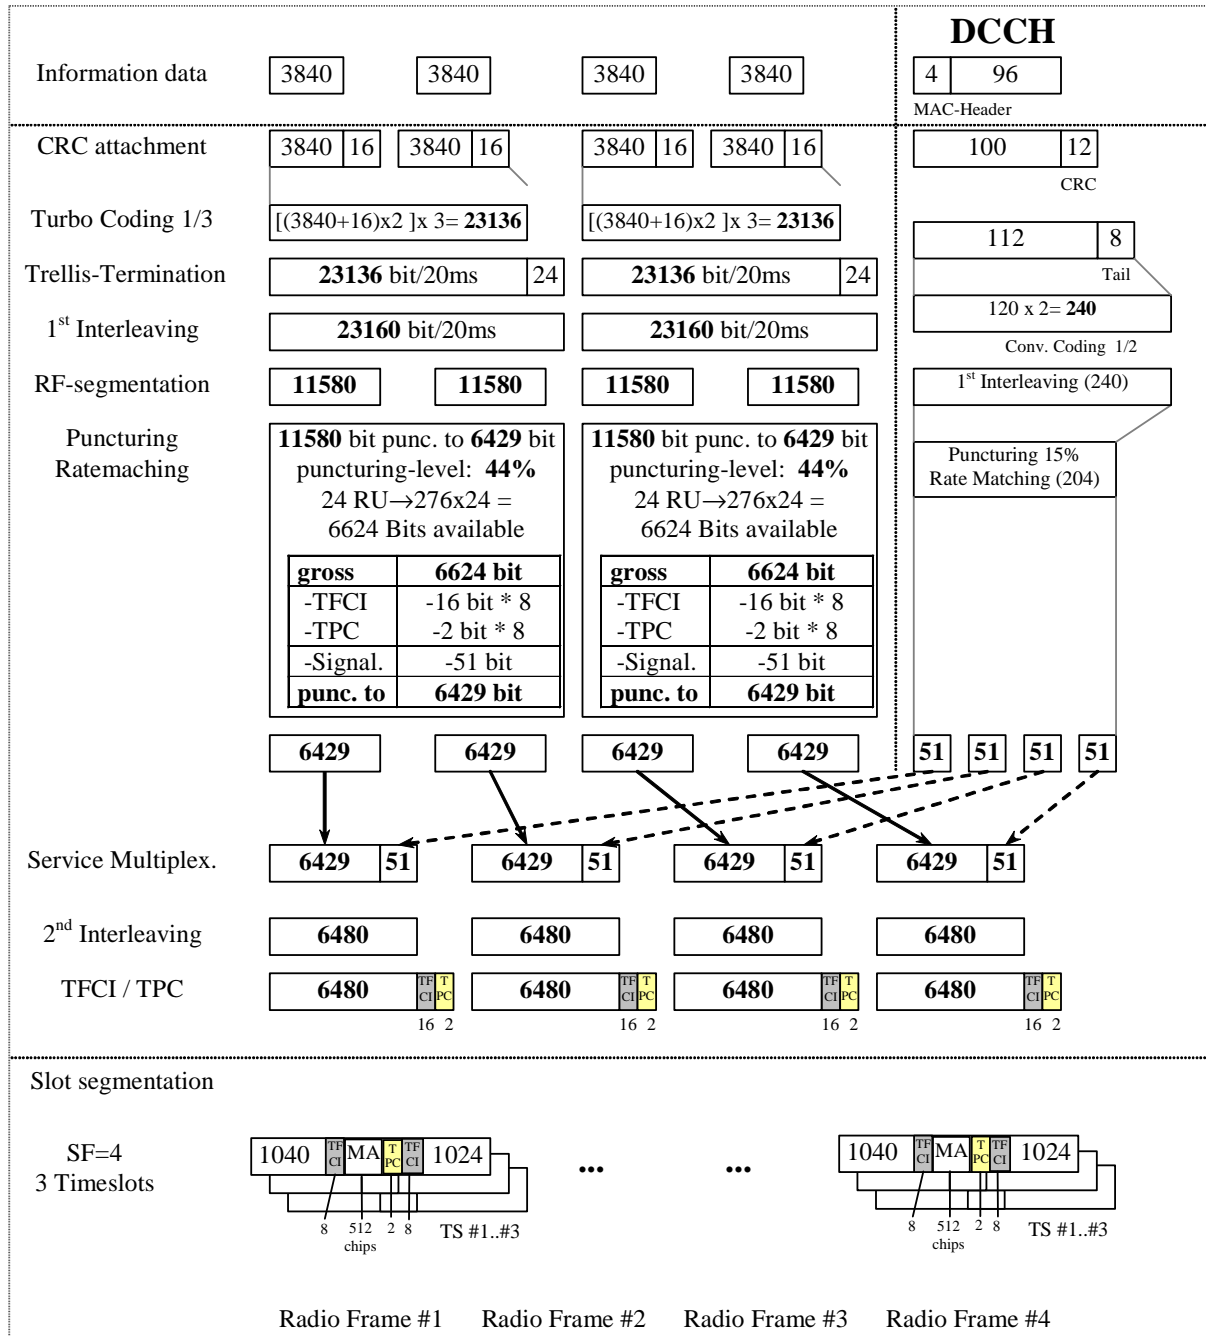 DCCH
Information data 3840 3840 3840 3840 4 96
MAC-Header
CRC attachment 3840 16 3840 16 3840 16 3840 16 100 12
CRC
Turbo Coding 1/3 [(3840+16)x2 ]x 3= 23136 [(3840+16)x2 ]x 3= 23136
112 8
Trellis-Termination 23136 bit/20ms 24 23136 bit/20ms 24
Tail
120 x 2= 240
1st Interleaving 23160 bit/20ms 23160 bit/20ms
Conv. Coding 1/2
RF-segmentation 11580 11580 11580 11580 1st Interleaving (240)
Puncturing 11580 bit punc. to 6429 bit 11580 bit punc. to 6429 bit
Ratemaching puncturing-level: 44% puncturing-level: 44%
Puncturing 15%
Rate Matching (204)
24 RU→276x24 = 24 RU→276x24 =
6624 Bits available 6624 Bits available
gross 6624 bit gross 6624 bit
-TFCI -16 bit * 8 -TFCI -16 bit * 8
-TPC -2 bit * 8 -TPC -2 bit * 8
-Signal. -51 bit -Signal. -51 bit
punc. to 6429 bit punc. to 6429 bit
6429 6429 6429 6429 51 51 51 51
Service Multiplex. 6429 51 6429 51 6429 51 6429 51
2nd Interleaving 6480 6480 6480 6480
TFCI / TPC 6480 TF CI T PC 6480 TF CI T PC 6480 TF CI T PC 6480 TF CI T PC
16 2 16 2 16 2 16 2
Slot segmentation
SF=4 1040 TF CI MA T PC TF CI 1024 ... ... 1040 TF CI MA T PC TF CI 1024
3 Timeslots
8 512 2 8 TS #1..#3 8 512 2 8 TS #1..#3
chips chips
Radio Frame #1 Radio Frame #2 Radio Frame #3 Radio Frame #4